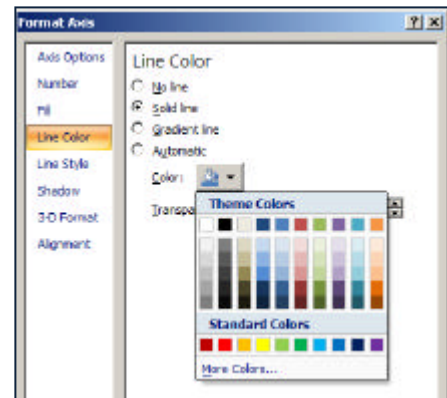 Format Axis
Axis Options
Number
Fill
Line Color
Line Style
Shadow
3-D Format
Alignment
Line Color
No line
Solid line
Gradient line
Automatic
Color:
Transpa
Theme Colors
Standard Colors
More Colors...